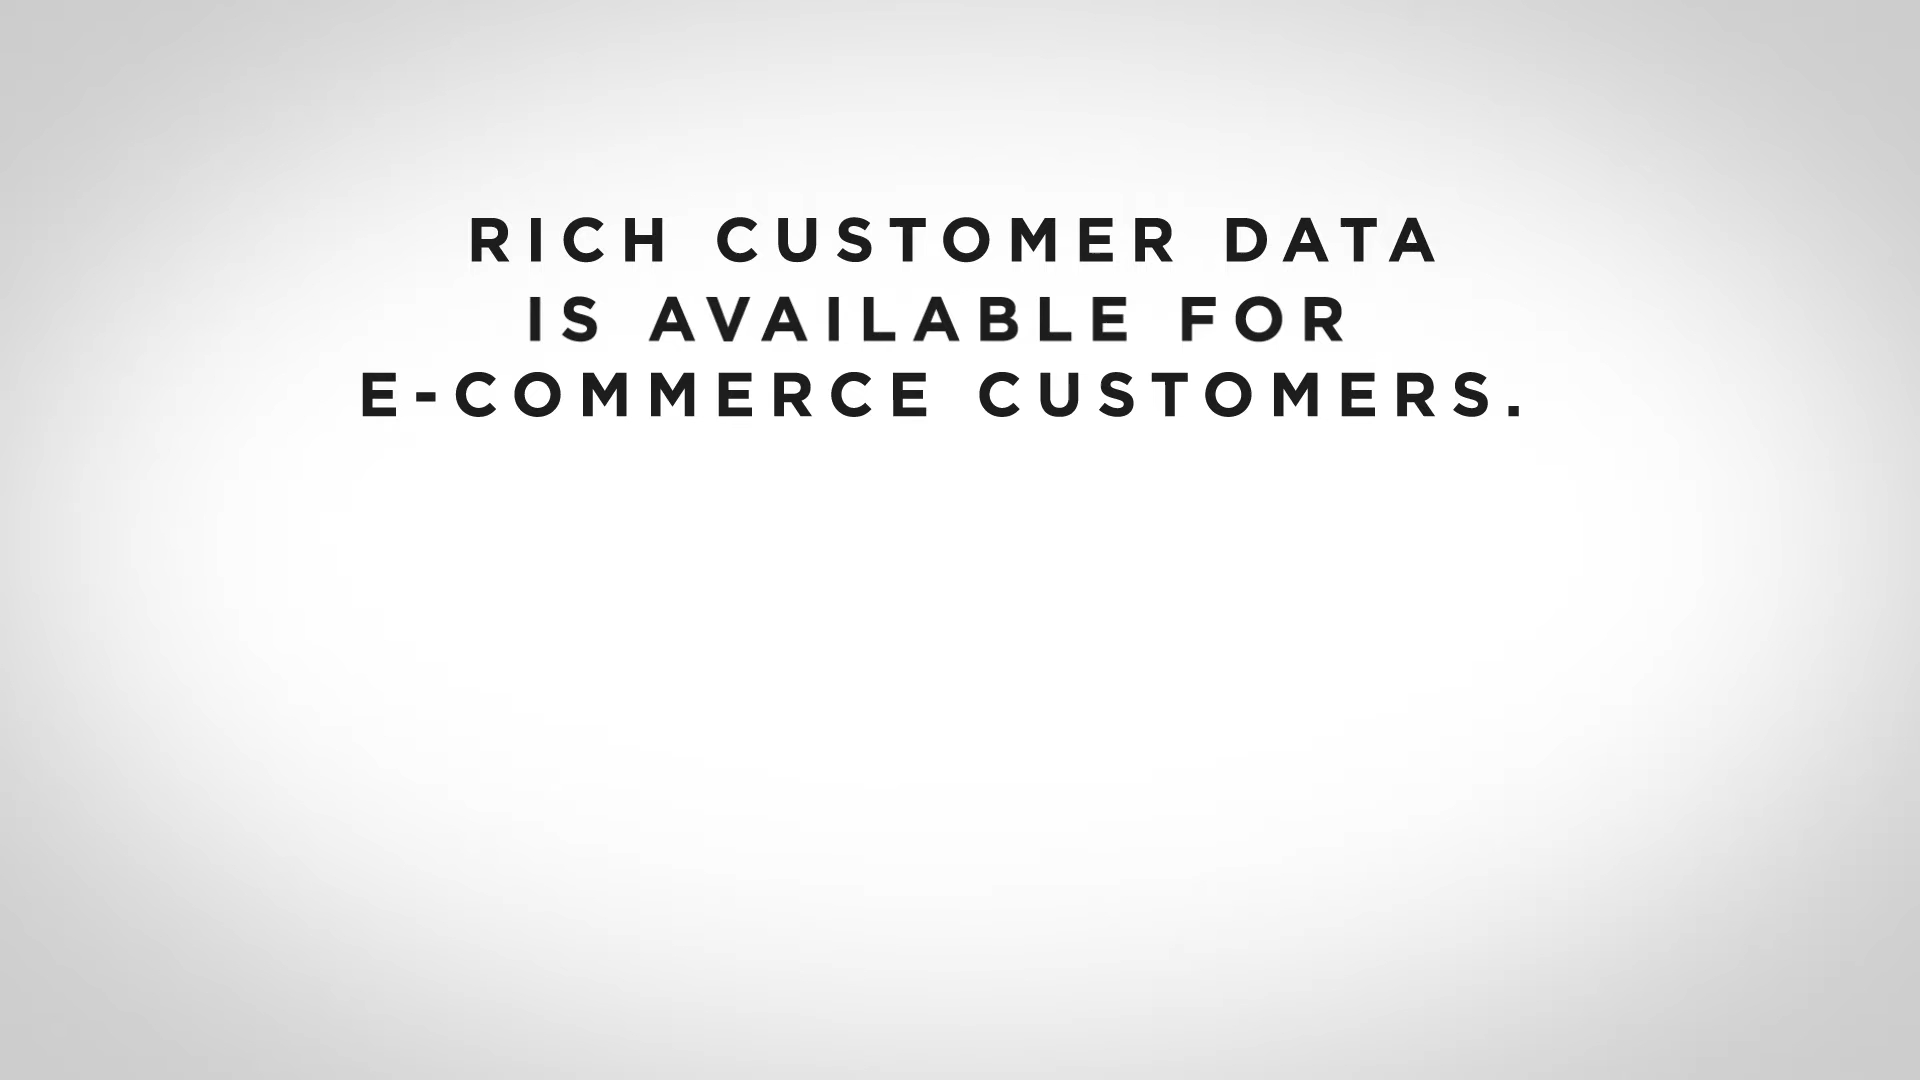 RICH CUSTOMER DATA
IS AVAILABLE FOR
E-COMMERCE CUSTOMERS.